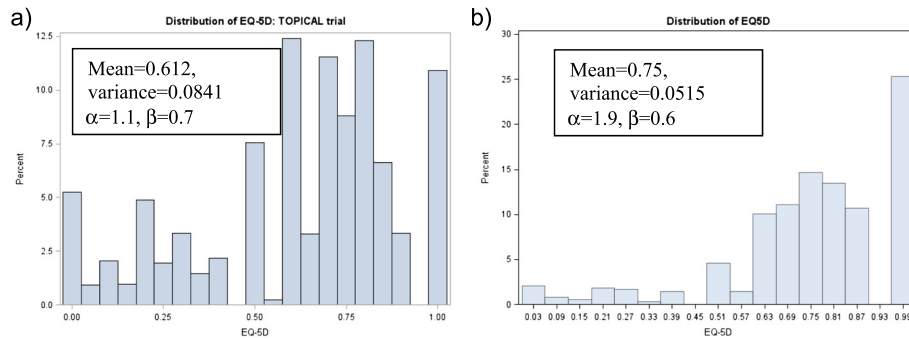 a)
Distribution of EQ-5D: TOPICAL trial
12.5
10.0
7.5
5.0
2.5
0.0
Percent
Mean=0.612,
variance=0.0841
α=1.1, β=0.7
0.00 0.25 0.50 0.75 1.00
EQ-5D
b)
Distribution of EQ5D
30
25
20
15
10
5
0
Percent
Mean=0.75,
variance=0.0515
α=1.9, β=0.6
0.03 0.09 0.15 0.21 0.27 0.33 0.39 0.45 0.51 0.57 0.63 0.69 0.75 0.81 0.87 0.93 0.99
EQ-5D